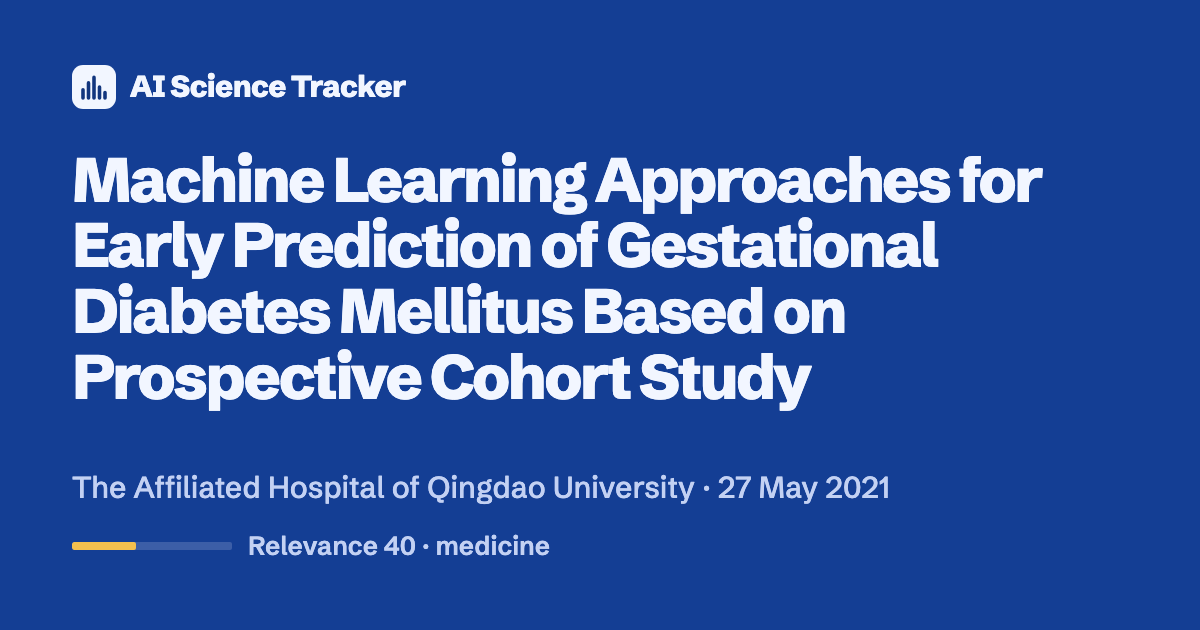 AI Science Tracker
Machine Learning Approaches for
Early Prediction of Gestational
Diabetes Mellitus Based on
Prospective Cohort Study
The Affiliated Hospital of Qingdao University · 27 May 2021
Relevance 40 · medicine